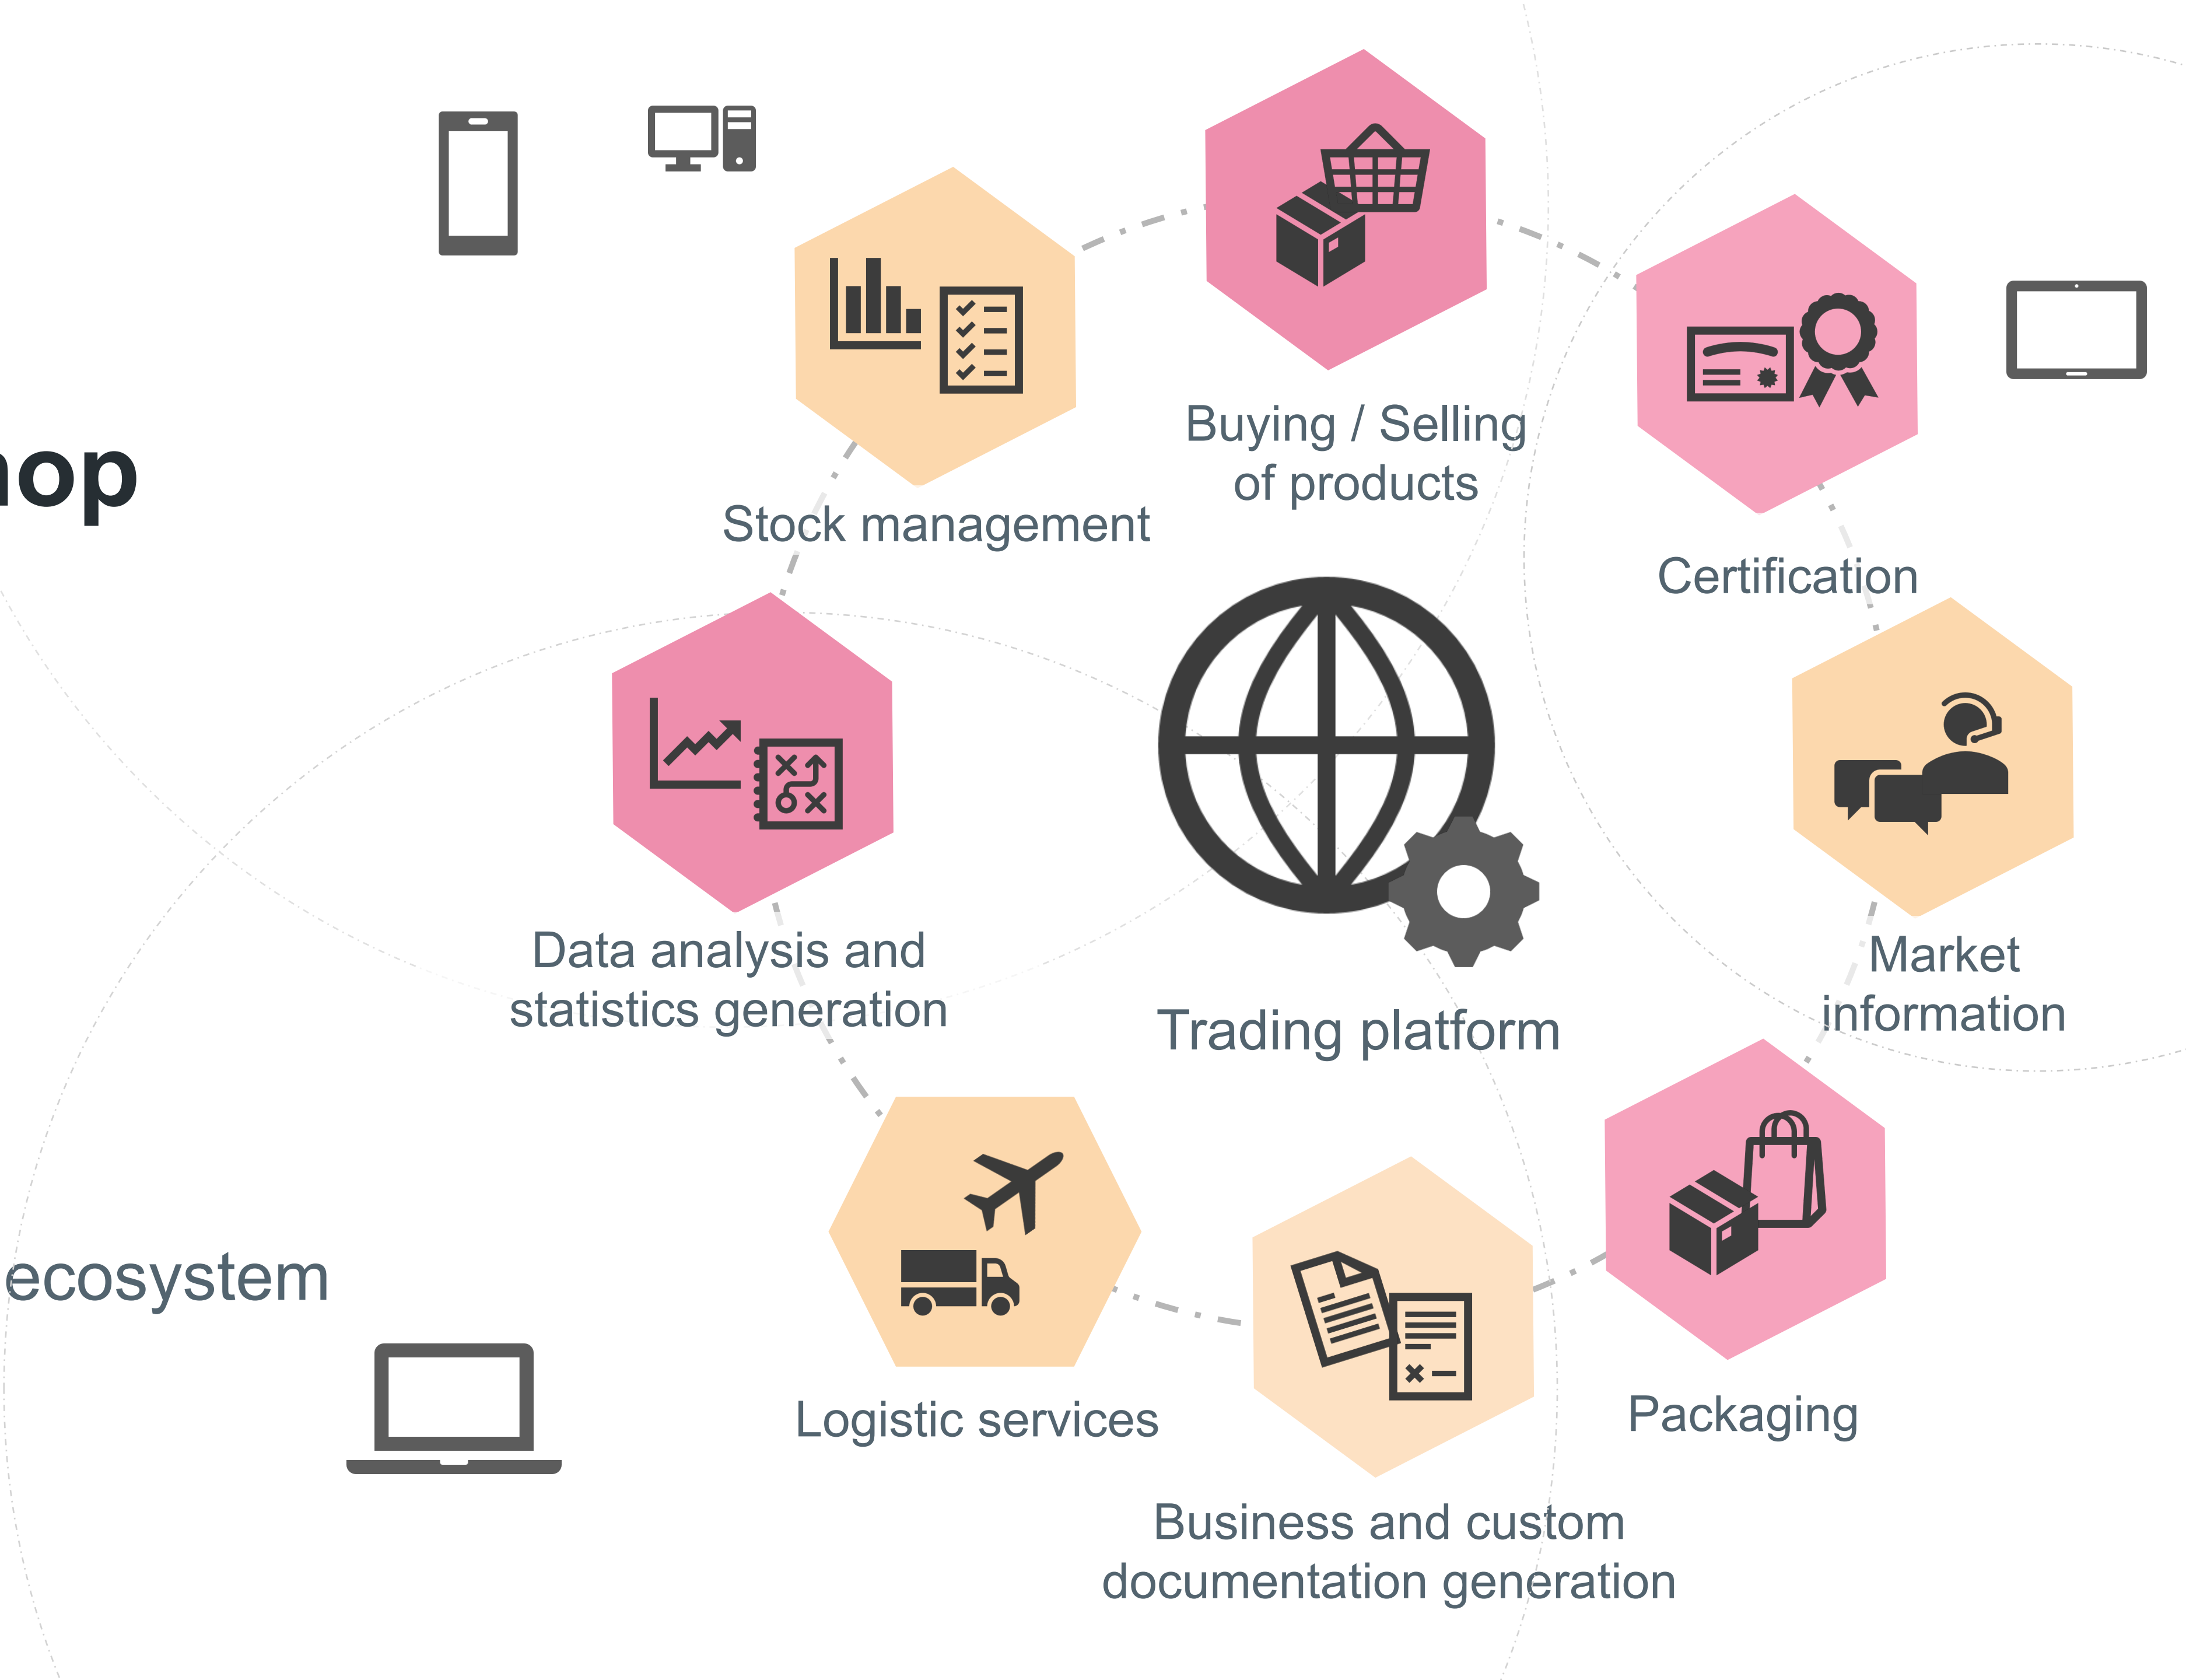 Buying / Selling
of products
Stock management
Certification
Data analysis and
statistics generation
Trading platform
Market
information
ecosystem
Logistic services
Packaging
Business and custom
documentation generation